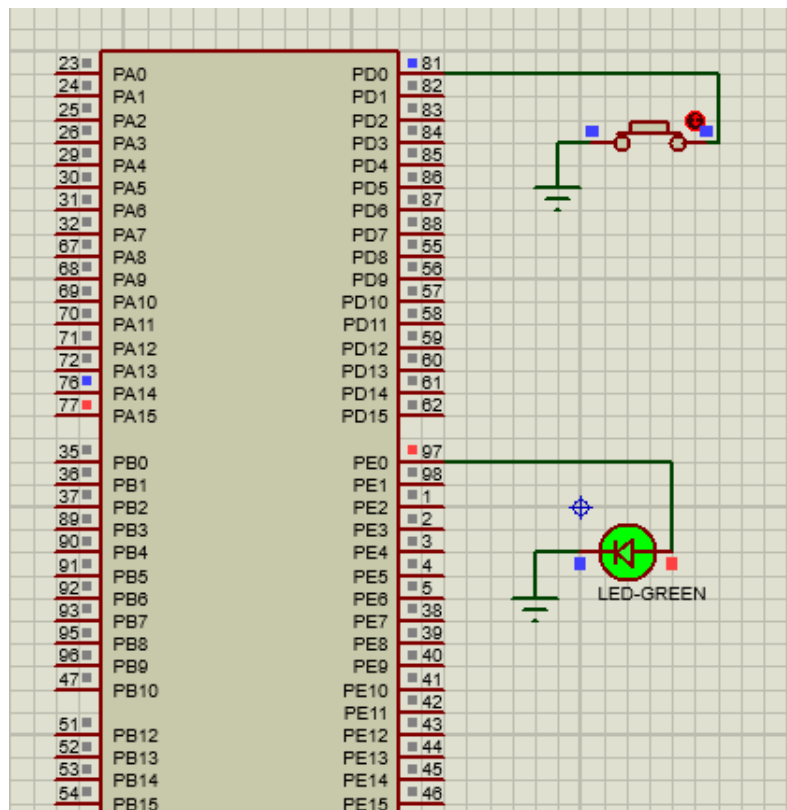 23 PA0 PD0 81
24 PA1 PD1 82
25 PA2 PD2 83
26 PA3 PD3 84
29 PA4 PD4 85
30 PA5 PD5 86
31 PA6 PD6 87
32 PA7 PD7 88
67 PA8 PD8 55
68 PA9 PD9 56
69 PA10 PD10 57
70 PA11 PD11 58
71 PA12 PD12 59
72 PA13 PD13 60
76 PA14 PD14 61
77 PA15 PD15 62
35 PB0 PE0 97
36 PB1 PE1 98
37 PB2 PE2 1
89 PB3 PE3 2
90 PB4 PE4 3
91 PB5 PE5 4
92 PB6 PE6 5
93 PB7 PE7 38
95 PB8 PE8 39
96 PB9 PE9 40
47 PB10 PE10 41
PE11 42
51 PB12 PE12 43
52 PB13 PE13 44
53 PB14 PE14 45
54 PB15 PE15 46
LED-GREEN